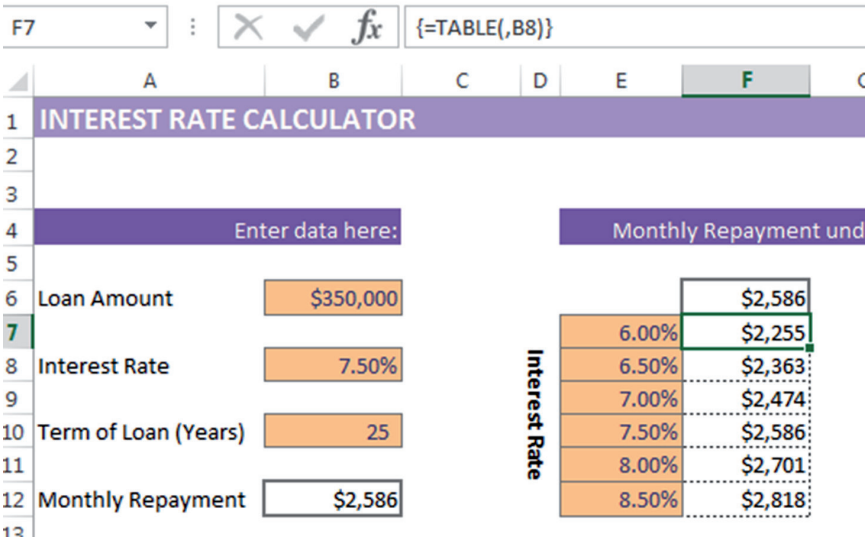 F7 fx {=TABLE(,B8)}
A B C D E F
1 INTEREST RATE CALCULATOR
2
3
4 Enter data here: Monthly Repayment und
5
6 Loan Amount $350,000 $2,586
7 6.00% $2,255
8 Interest Rate 7.50% 6.50% $2,363
9 7.00% $2,474
10 Term of Loan (Years) 25 7.50% $2,586
11 8.00% $2,701
12 Monthly Repayment $2,586 8.50% $2,818
Interest Rate
13